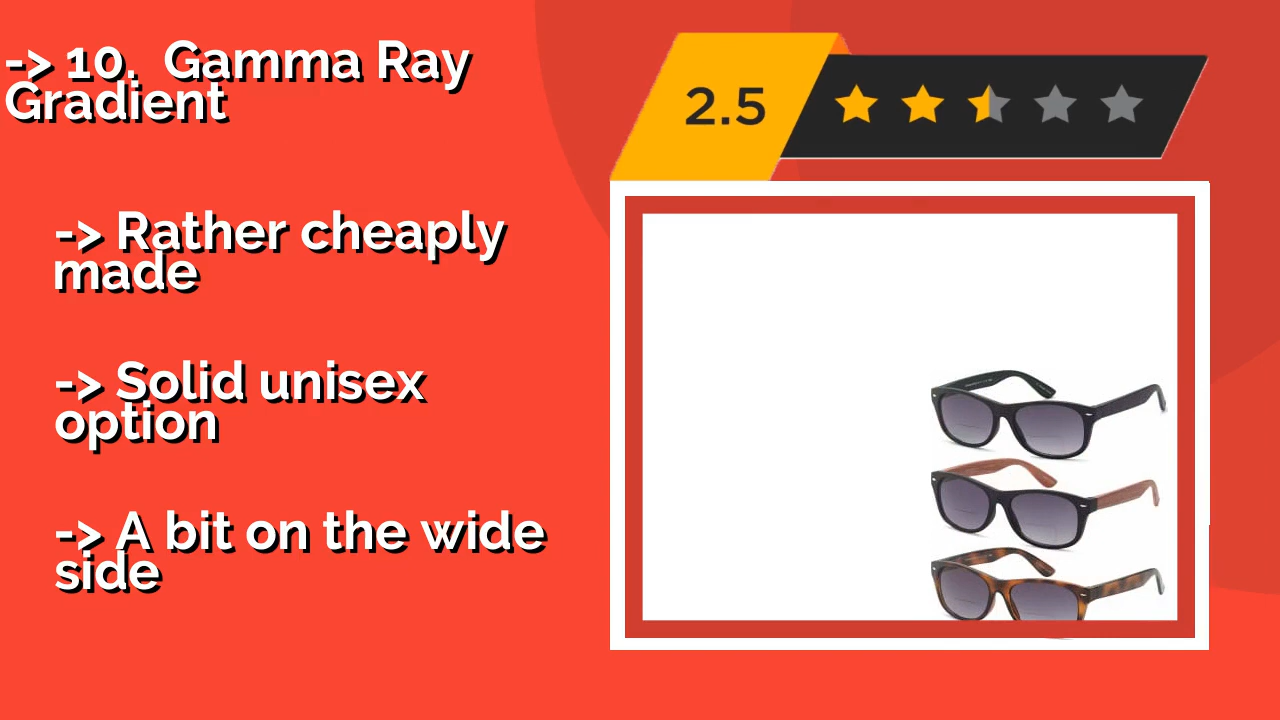 -> 10.  Gamma Ray
Gradient
2.5
-> Rather cheaply
made
-> Solid unisex
option
-> A bit on the wide
side